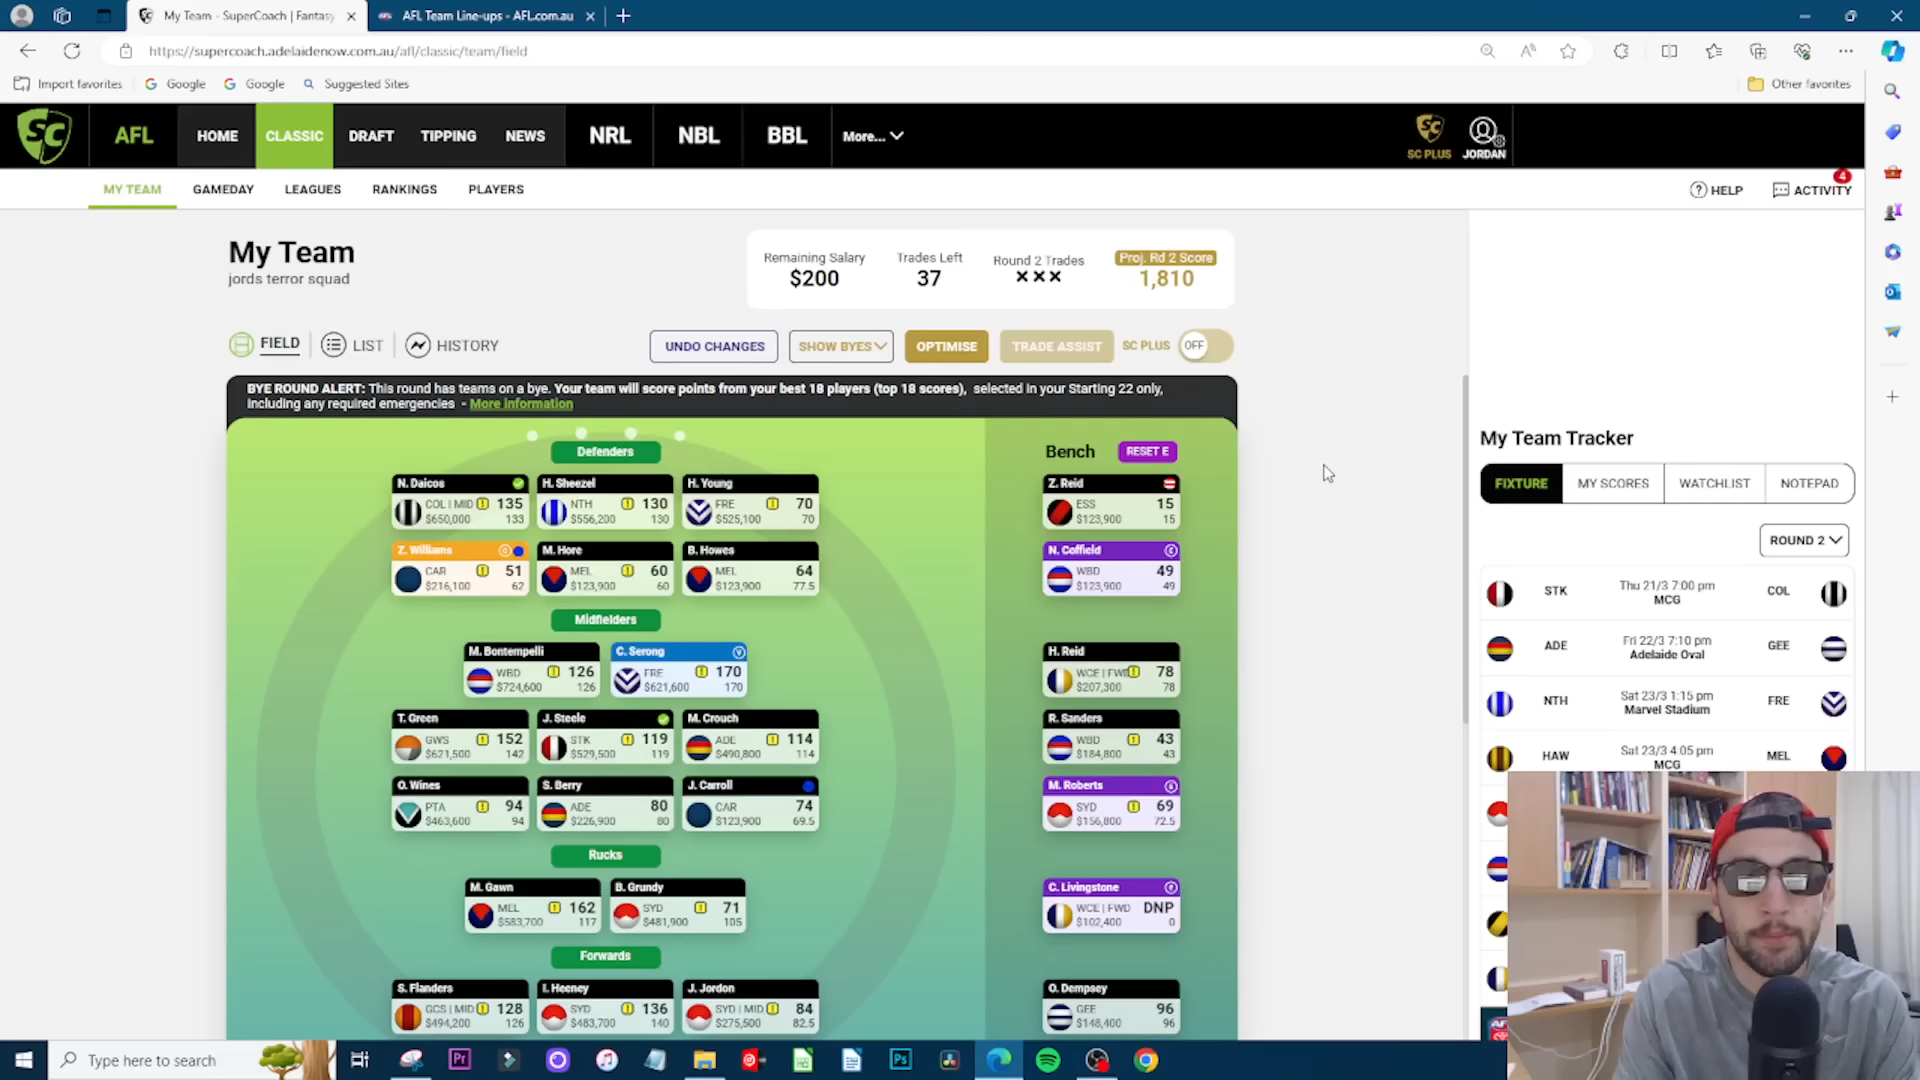 My Team - SuperCoach | Fantasy
AFL Team Line-ups - AFL.com.au
https://supercoach.adelaidenow.com.au/afl/classic/team/field
Import favorites
Google
Google
Suggested Sites
Other favorites
SC
AFL
HOME
CLASSIC
DRAFT
TIPPING
NEWS
NRL
NBL
BBL
More...
SC PLUS
JORDAN
MY TEAM
GAMEDAY
LEAGUES
RANKINGS
PLAYERS
HELP
ACTIVITY
4
My Team
jords terror squad
Remaining Salary
$200
Trades Left
37
Round 2 Trades
×××
Proj. Rd 2 Score
1,810
FIELD
LIST
HISTORY
UNDO CHANGES
SHOW BYES
OPTIMISE
TRADE ASSIST
SC PLUS
OFF
BYE ROUND ALERT: This round has teams on a bye. Your team will score points from your best 18 players (top 18 scores), selected in your Starting 22 only,
including any required emergencies - More information
Defenders
Bench
RESET E
N. Daicos
COL | MID 135
$650,000 133
H. Sheezel
NTH 130
$556,200 130
H. Young
FRE 70
$525,100 70
Z. Reid
ESS 15
$123,900 15
Z. Williams
CAR 51
$216,100 62
M. Hore
MEL 60
$123,900 60
B. Howes
MEL 64
$123,900 77.5
N. Coffield E
WBD 49
$123,900 49
Midfielders
M. Bontempelli
WBD 126
$724,600 126
C. Serong V
FRE 170
$621,600 170
H. Reid
WCE | FWD 78
$207,300 78
T. Green
GWS 152
$621,500 142
J. Steele
STK 119
$529,500 119
M. Crouch
ADE 114
$490,800 114
R. Sanders
WBD 43
$184,800 43
O. Wines
PTA 94
$463,600 94
S. Berry
ADE 80
$226,900 80
J. Carroll
CAR 74
$123,900 69.5
M. Roberts
SYD 69
$156,800 72.5
Rucks
M. Gawn
MEL 162
$583,700 117
B. Grundy
SYD 71
$481,900 105
C. Livingstone
WCE | FWD DNP
$102,400 0
Forwards
S. Flanders
GCS | MID 128
$494,200 126
I. Heeney
SYD 136
$483,700 140
J. Jordon
SYD | MID 84
$275,500 82.5
O. Dempsey
GEE 96
$148,400 96
My Team Tracker
FIXTURE
MY SCORES
WATCHLIST
NOTEPAD
ROUND 2
STK
Thu 21/3 7:00 pm
MCG
COL
ADE
Fri 22/3 7:10 pm
Adelaide Oval
GEE
NTH
Sat 23/3 1:15 pm
Marvel Stadium
FRE
HAW
Sat 23/3 4:05 pm
MCG
MEL
Type here to search
Pr
Ps